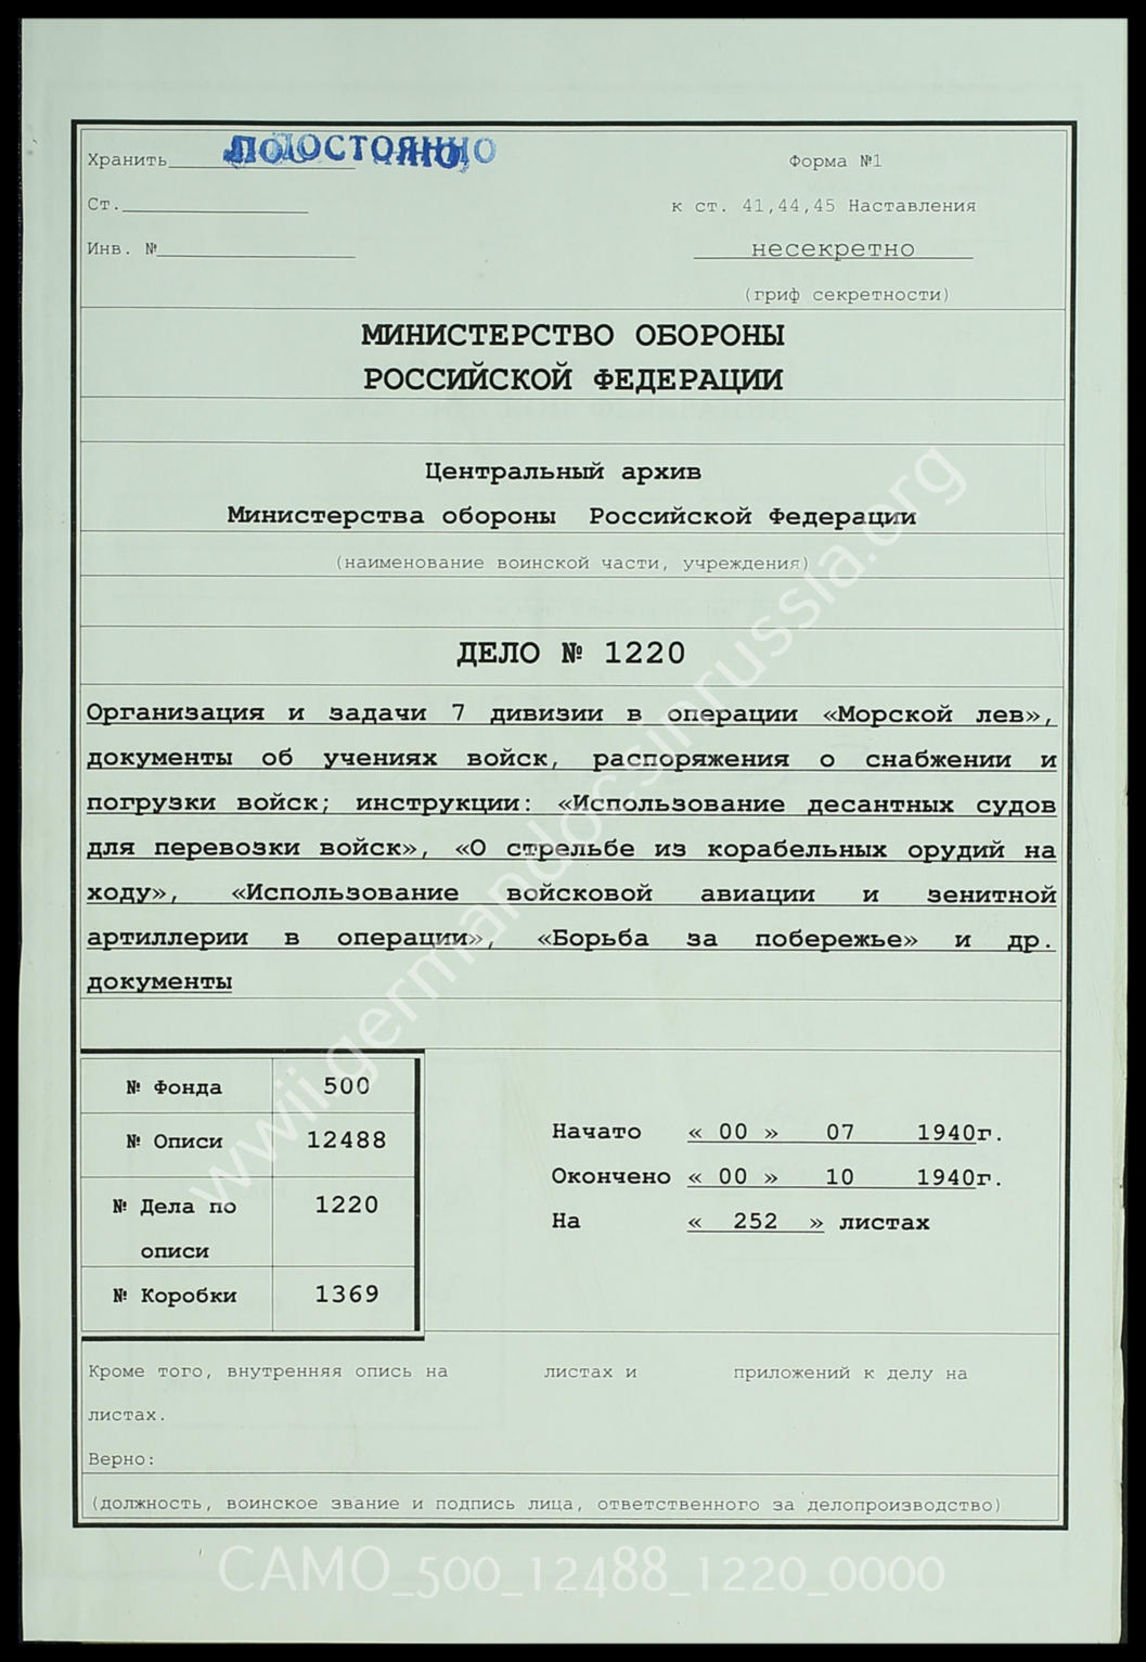 Хранить ПОСТОЯННО
Форма №1
Ст.
к ст. 41,44,45 Наставления
Инв. №
несекретно
(гриф секретности)
МИНИСТЕРСТВО ОБОРОНЫ
РОССИЙСКОЙ ФЕДЕРАЦИИ
Центральный архив
Министерства обороны Российской Федерации
(наименование воинской части, учреждения)
ДЕЛО № 1220
Организация и задачи 7 дивизии в операции «Морской лев»,
документы об учениях войск, распоряжения о снабжении и
погрузки войск; инструкции: «Использование десантных судов
для перевозки войск», «О стрельбе из корабельных орудий на
ходу», «Использование войсковой авиации и зенитной
артиллерии в операции», «Борьба за побережье» и др.
документы
№ Фонда 500
№ Описи 12488
№ Дела по описи 1220
№ Коробки 1369
Начато « 00 » 07 1940г.
Окончено « 00 » 10 1940г.
На « 252 » листах
Кроме того, внутренняя опись на листах и приложений к делу на
листах.
Верно:
(должность, воинское звание и подпись лица, ответственного за делопроизводство)
wwii.germandocsinrussia.org
CAMO_500_12488_1220_0000